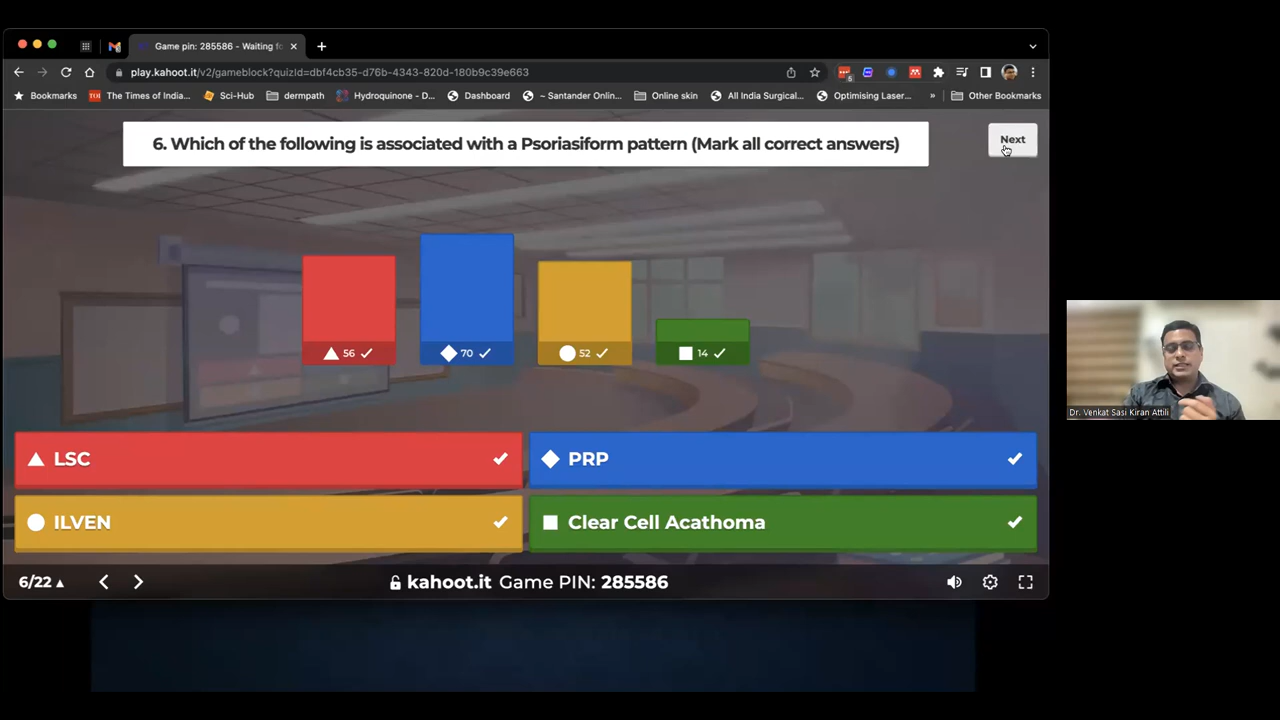 Game pin: 285586 - Waiting fo
play.kahoot.it/v2/gameblock?quizId=dbf4cb35-d76b-4343-820d-180b9c39e663
Bookmarks TOI The Times of India... Sci-Hub dermpath Hydroquinone - D... Dashboard ~ Santander Onlin... Online skin All India Surgical... Optimising Laser... » Other Bookmarks
6. Which of the following is associated with a Psoriasiform pattern (Mark all correct answers)
Next
56 70 52 14
LSC
PRP
ILVEN
Clear Cell Acathoma
6/22
kahoot.it Game PIN: 285586
Dr. Venkat Sasi Kiran Attili